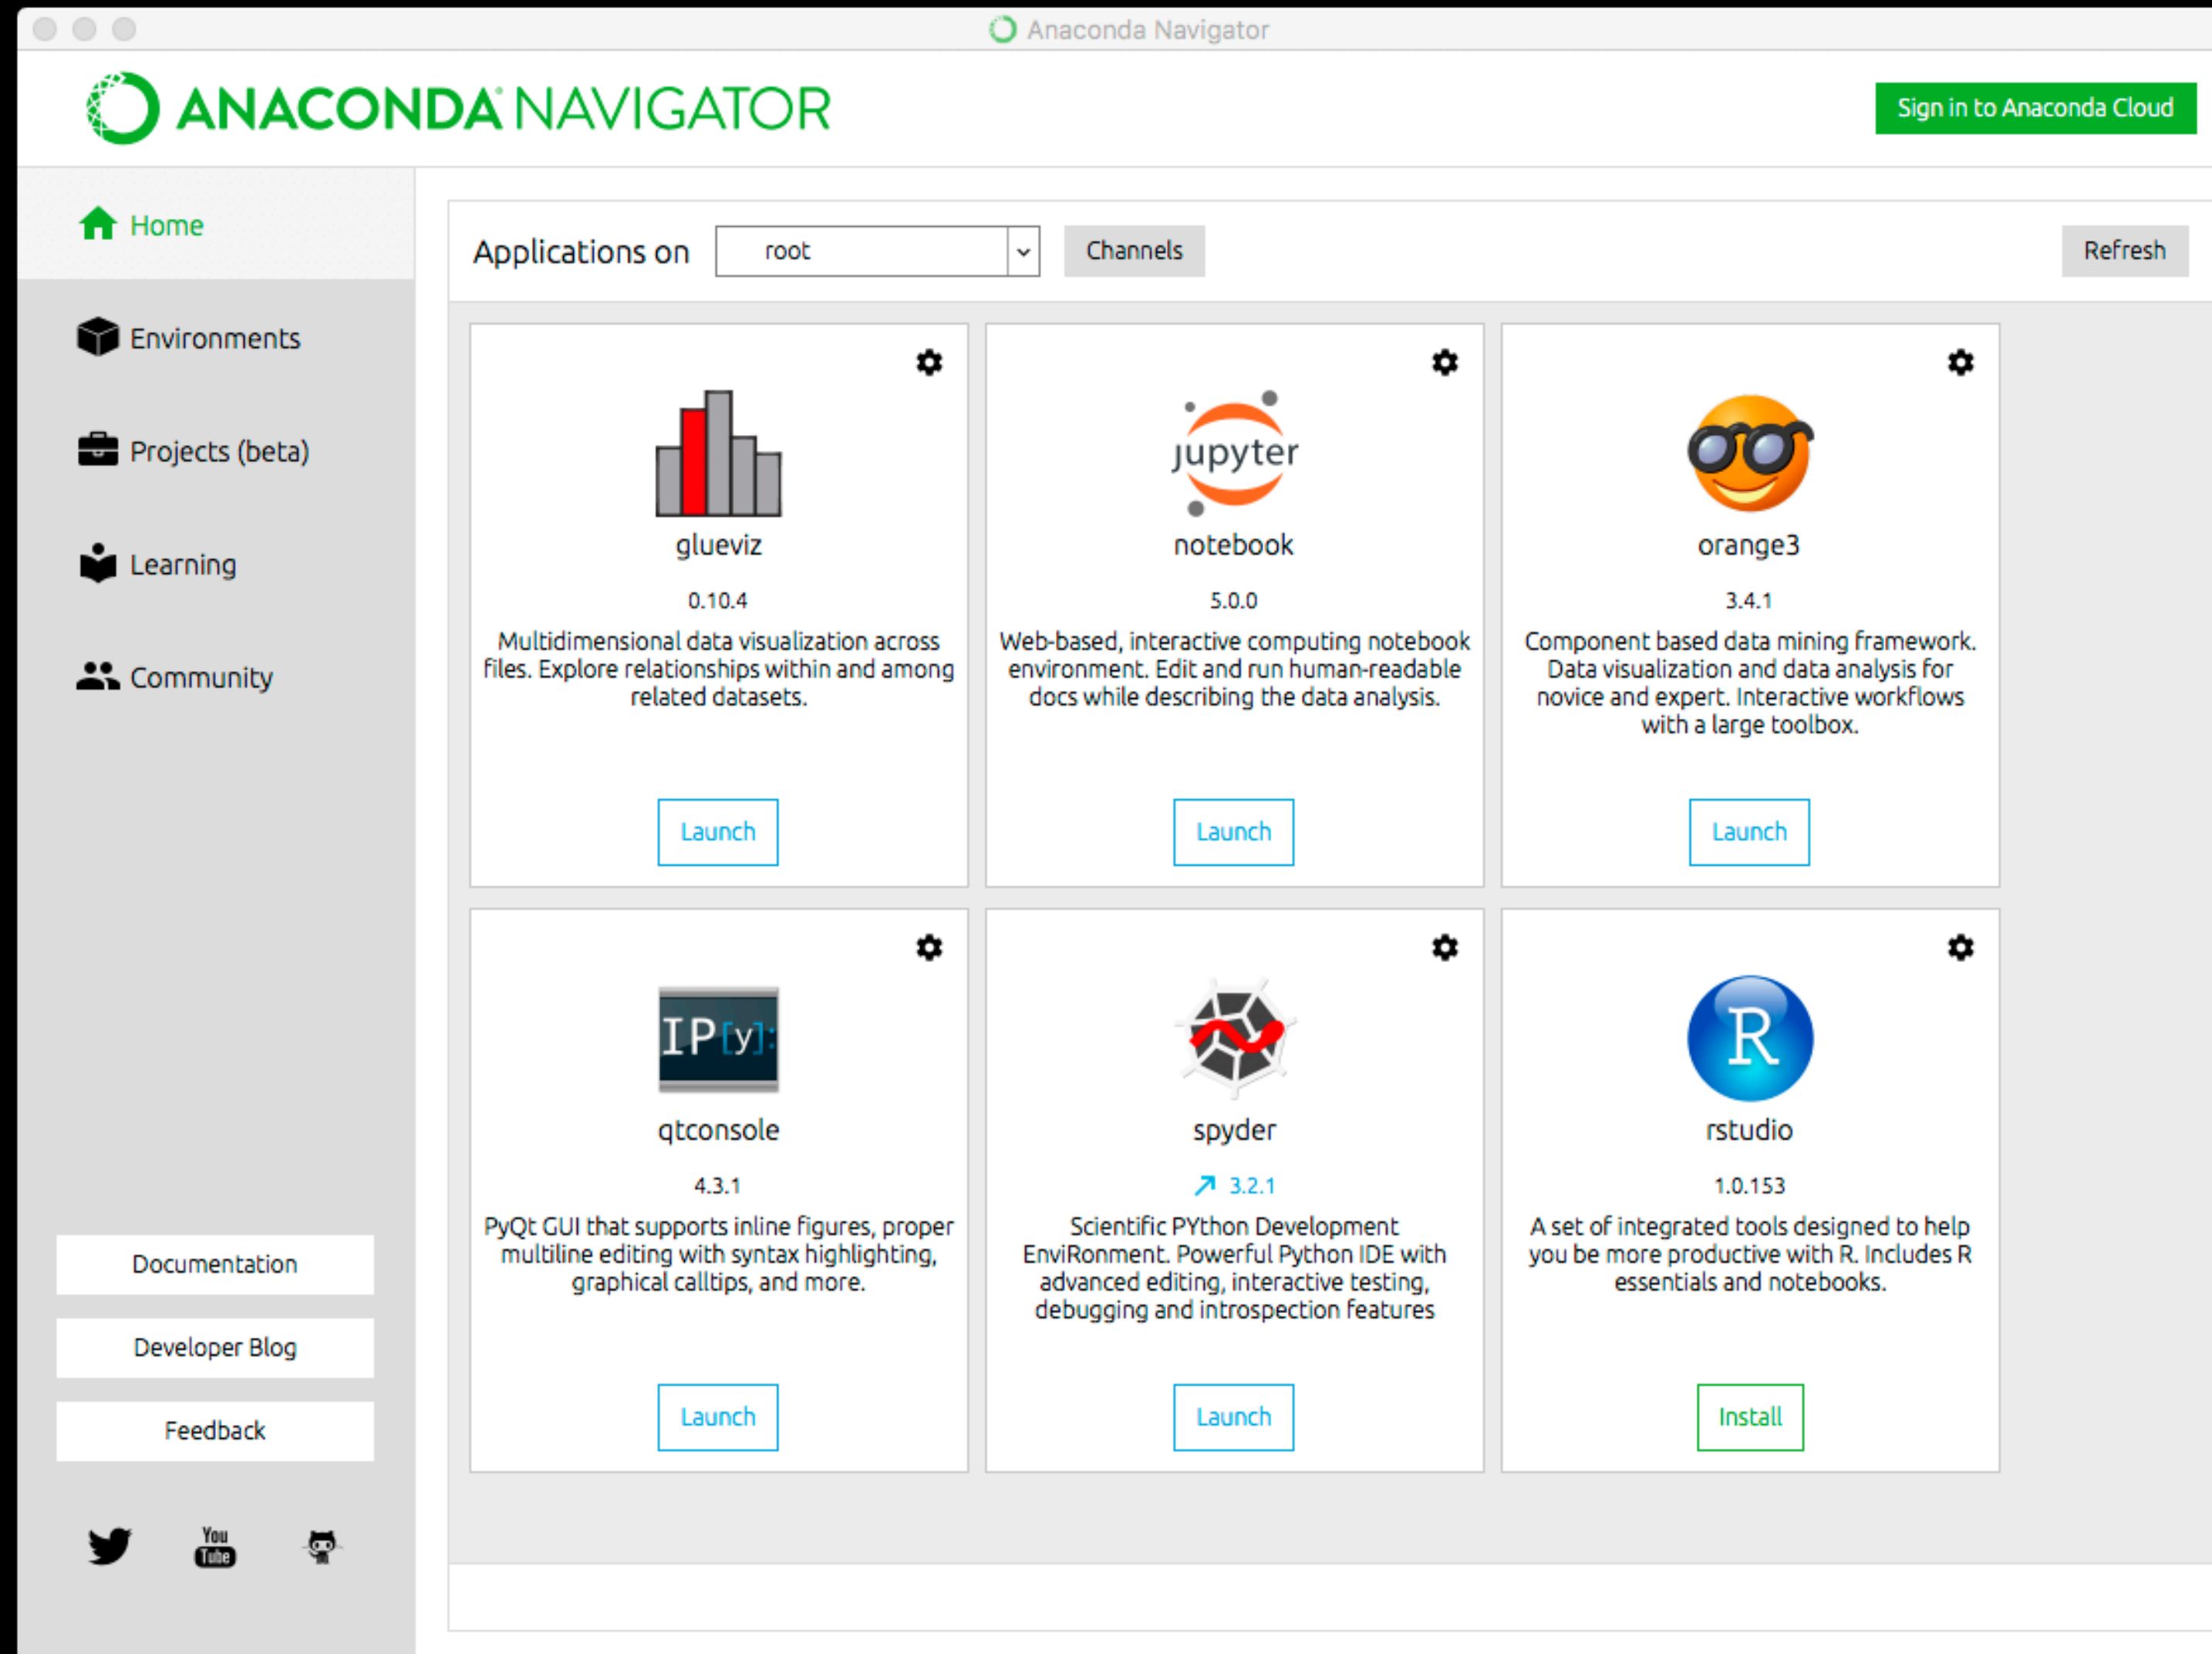 Anaconda Navigator
ANACONDA NAVIGATOR
Sign in to Anaconda Cloud
Home
Environments
Projects (beta)
Learning
Community
Documentation
Developer Blog
Feedback
You
Tube
Applications on
root
Channels
Refresh
glueviz
0.10.4
Multidimensional data visualization across
files. Explore relationships within and among
related datasets.
Launch
jupyter
notebook
5.0.0
Web-based, interactive computing notebook
environment. Edit and run human-readable
docs while describing the data analysis.
Launch
orange3
3.4.1
Component based data mining framework.
Data visualization and data analysis for
novice and expert. Interactive workflows
with a large toolbox.
Launch
IP[y]:
qtconsole
4.3.1
PyQt GUI that supports inline figures, proper
multiline editing with syntax highlighting,
graphical calltips, and more.
Launch
spyder
3.2.1
Scientific PYthon Development
EnviRonment. Powerful Python IDE with
advanced editing, interactive testing,
debugging and introspection features
Launch
R
rstudio
1.0.153
A set of integrated tools designed to help
you be more productive with R. Includes R
essentials and notebooks.
Install